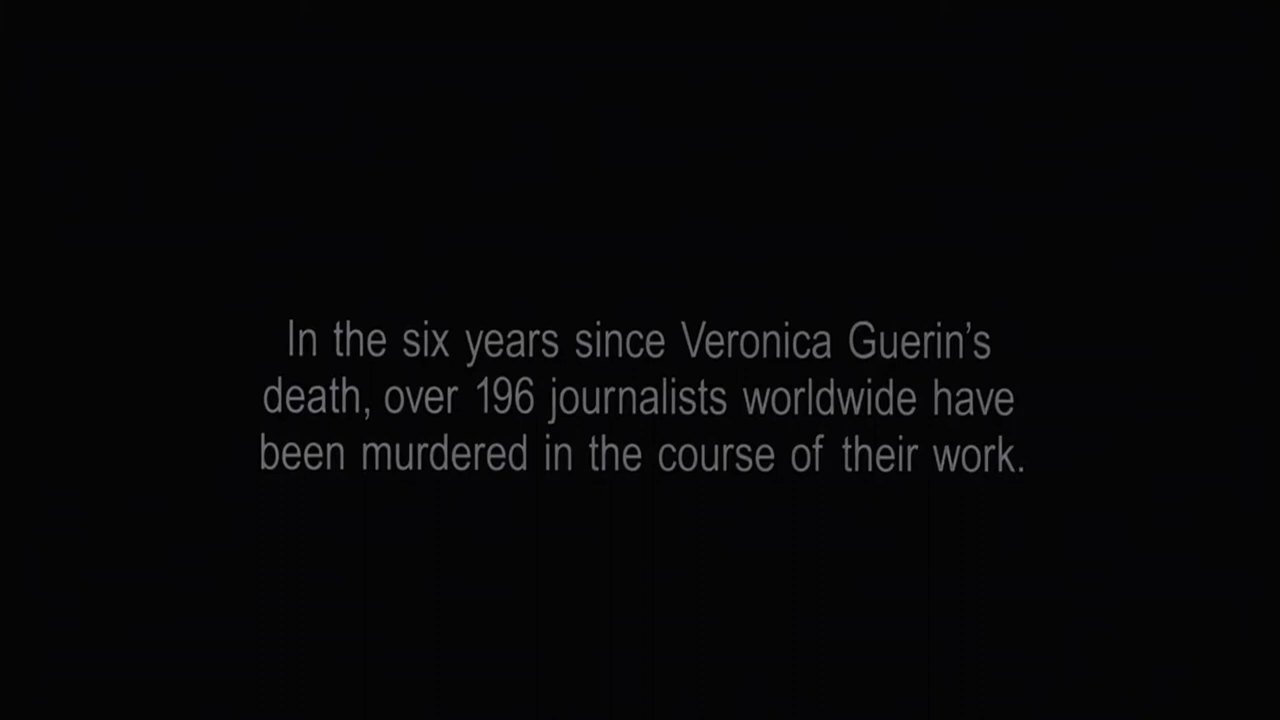 In the six years since Veronica Guerin's
death, over 196 journalists worldwide have
been murdered in the course of their work.